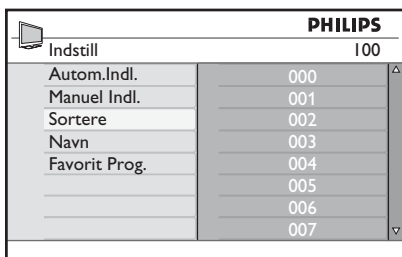 PHILIPS
Indstill 100
Autom.Indl. 000
Manuel Indl. 001
Sortere 002
Navn 003
Favorit Prog. 004
005
006
007